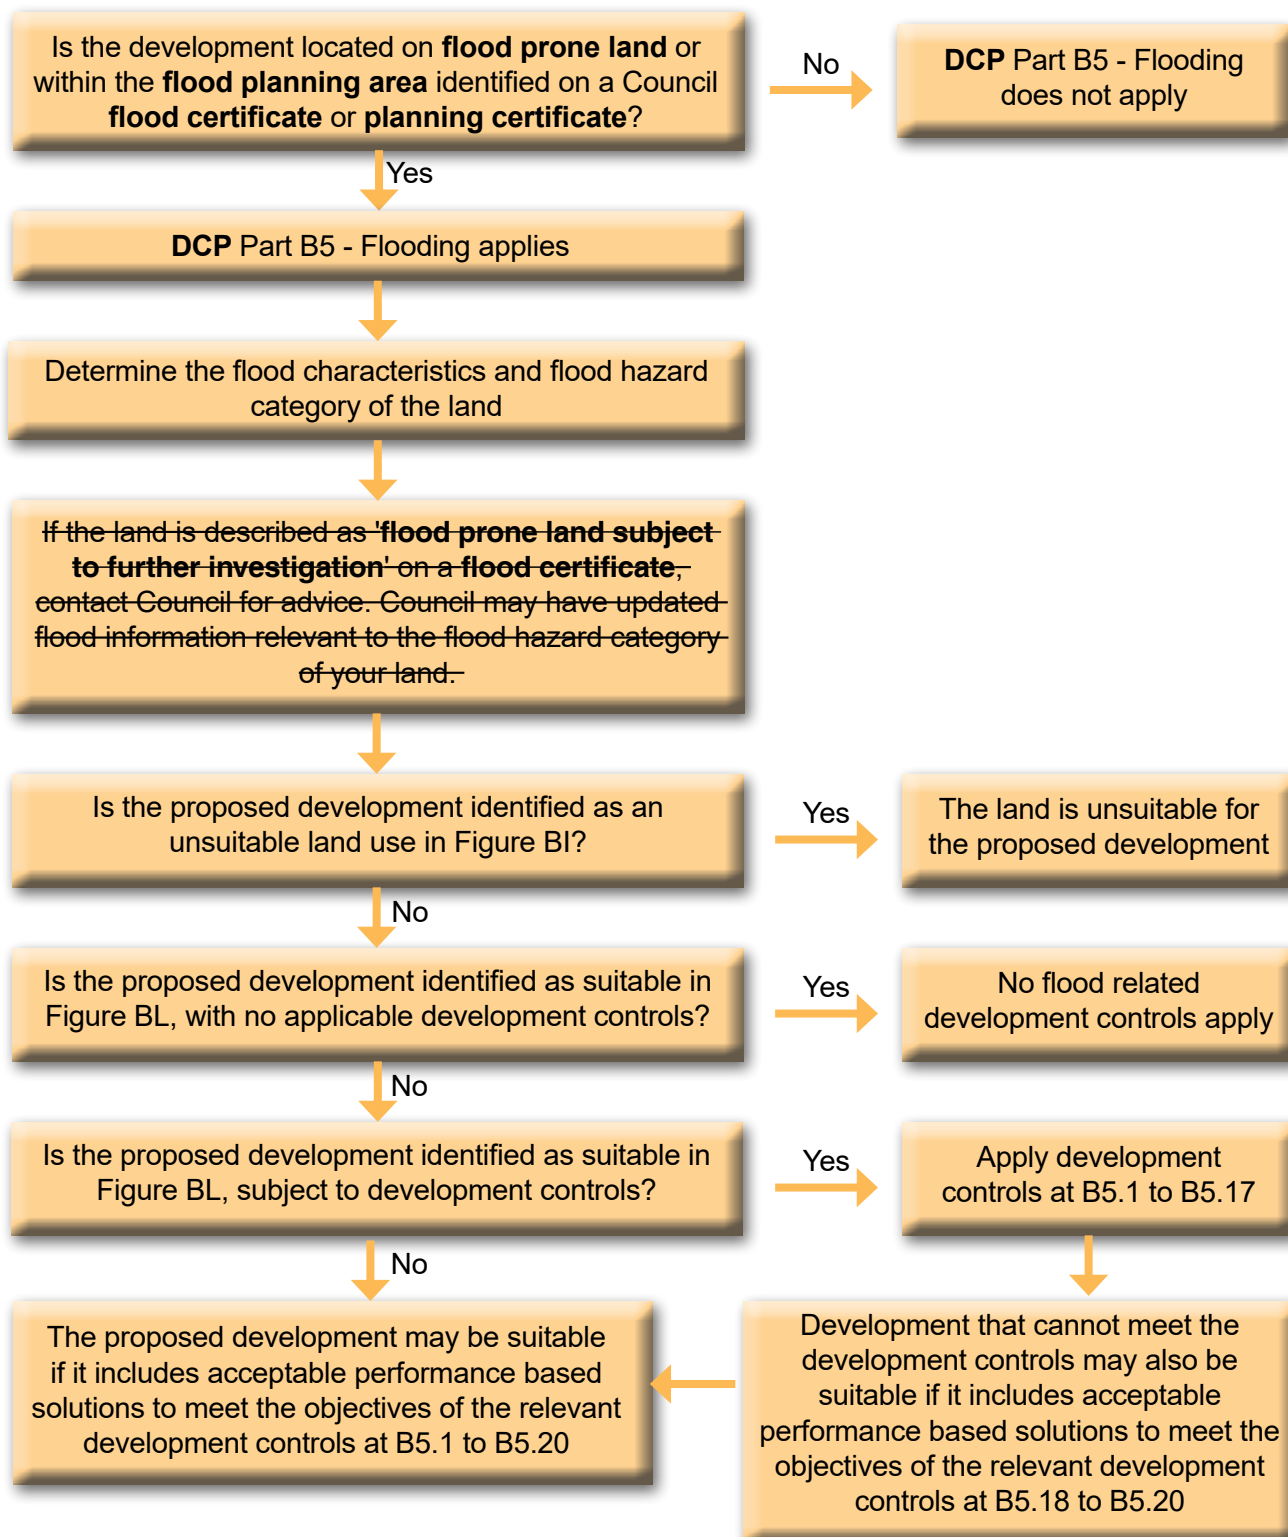 Is the development located on flood prone land or
within the flood planning area identified on a Council
flood certificate or planning certificate?
No
DCP Part B5 - Flooding
does not apply
Yes
DCP Part B5 - Flooding applies
Determine the flood characteristics and flood hazard
category of the land
If the land is described as 'flood prone land subject
to further investigation' on a flood certificate,
contact Council for advice. Council may have updated
flood information relevant to the flood hazard category
of your land.
Is the proposed development identified as an
unsuitable land use in Figure BI?
Yes
The land is unsuitable for
the proposed development
No
Is the proposed development identified as suitable in
Figure BL, with no applicable development controls?
Yes
No flood related
development controls apply
No
Is the proposed development identified as suitable in
Figure BL, subject to development controls?
Yes
Apply development
controls at B5.1 to B5.17
No
The proposed development may be suitable
if it includes acceptable performance based
solutions to meet the objectives of the relevant
development controls at B5.1 to B5.20
Development that cannot meet the
development controls may also be
suitable if it includes acceptable
performance based solutions to meet the
objectives of the relevant development
controls at B5.18 to B5.20